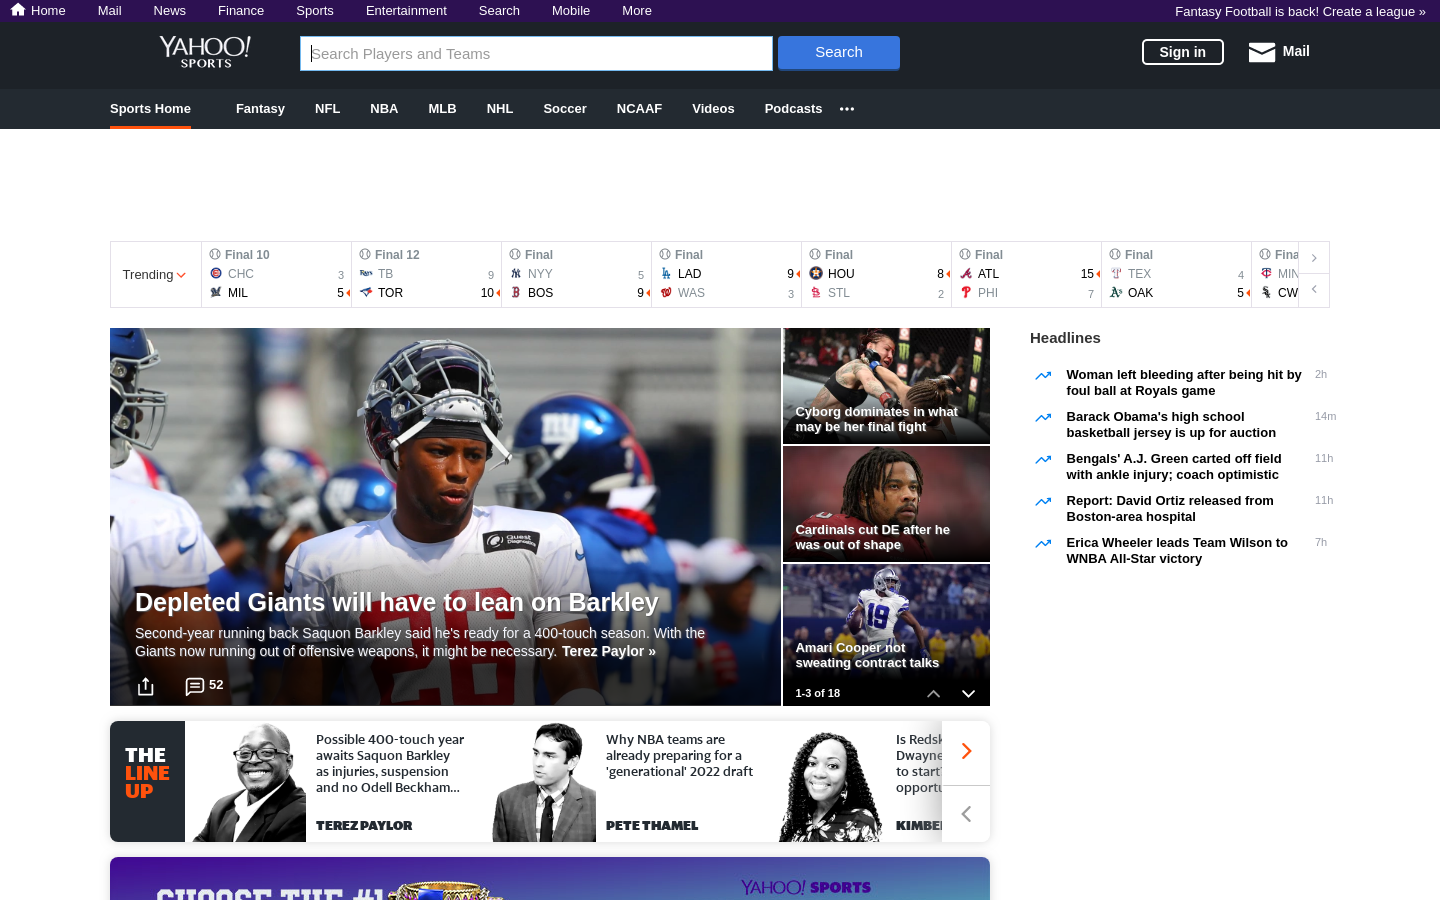 Home Mail News Finance Sports Entertainment Search Mobile More Fantasy Football is back! Create a league »
YAHOO!
SPORTS
Search Players and Teams
Search
Sign in
Mail
Sports Home Fantasy NFL NBA MLB NHL Soccer NCAAF Videos Podcasts
Trending
Final 10
CHC 3
MIL 5
Final 12
TB 9
TOR 10
Final
NYY 5
BOS 9
Final
LAD 9
WAS 3
Final
HOU 8
STL 2
Final
ATL 15
PHI 7
Final
TEX 4
OAK 5
Final
MIN
CW
Quest
Diagnostics
ny
26
Depleted Giants will have to lean on Barkley
Second-year running back Saquon Barkley said he's ready for a 400-touch season. With the
Giants now running out of offensive weapons, it might be necessary. Terez Paylor »
52
Cyborg dominates in what
may be her final fight
Cardinals cut DE after he
was out of shape
19
Amari Cooper not
sweating contract talks
1-3 of 18
Headlines
Woman left bleeding after being hit by 2h
foul ball at Royals game
Barack Obama's high school 14m
basketball jersey is up for auction
Bengals' A.J. Green carted off field 11h
with ankle injury; coach optimistic
Report: David Ortiz released from 11h
Boston-area hospital
Erica Wheeler leads Team Wilson to 7h
WNBA All-Star victory
THE
LINE
UP
Possible 400-touch year
awaits Saquon Barkley
as injuries, suspension
and no Odell Beckham...
TEREZ PAYLOR
Why NBA teams are
already preparing for a
'generational' 2022 draft
PETE THAMEL
Is Redsk
Dwayne
to start?
opportu
KIMBER
CHOOSE THE #1
YAHOO! SPORTS